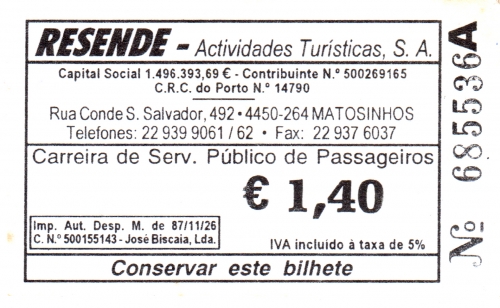 RESENDE - Actividades Turísticas, S. A.
Capital Social 1.496.393,69 € - Contribuinte N.º 500269165
C.R.C. do Porto N.º 14790
Rua Conde S. Salvador, 492 • 4450-264 MATOSINHOS
Telefones: 22 939 9061 / 62 • Fax: 22 937 6037
Carreira de Serv. Público de Passageiros
€ 1,40
Imp. Aut. Desp. M. de 87/11/26
C. N.º 500155143 - José Biscaia, Lda.
IVA incluido à taxa de 5%
Conservar este bilhete
Nº 685536A